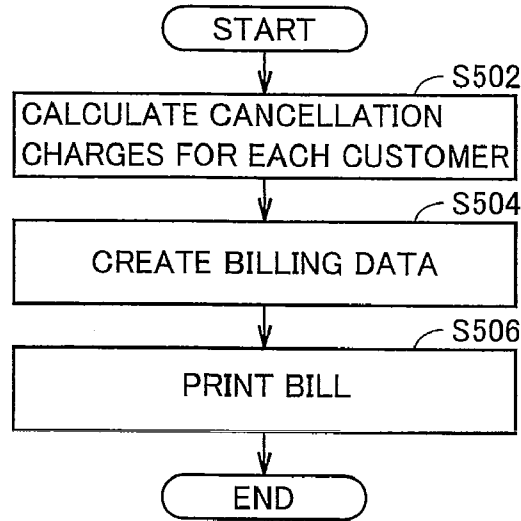 START
S502
CALCULATE CANCELLATION
CHARGES FOR EACH CUSTOMER
S504
CREATE BILLING DATA
S506
PRINT BILL
END